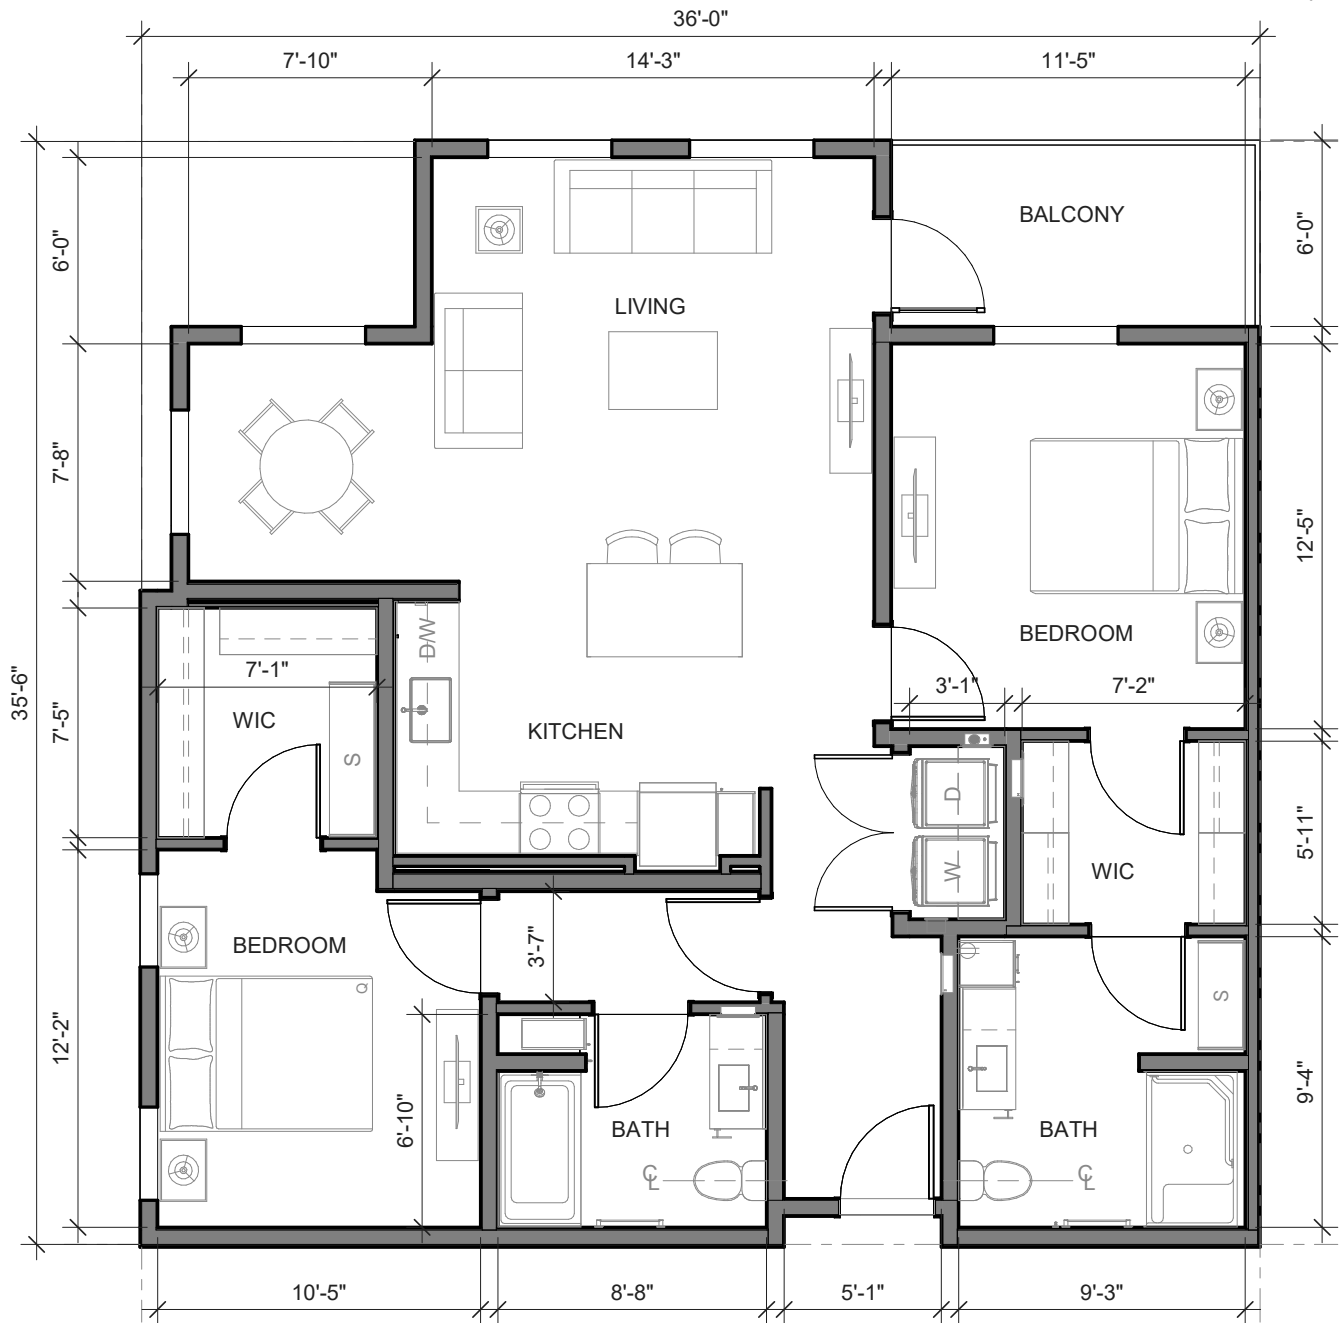 36'-0"
7'-10"
14'-3"
11'-5"
BALCONY
6'-0"
6'-0"
LIVING
7'-8"
12'-5"
35'-6"
D/W
BEDROOM
7'-1"
3'-1"
7'-2"
WIC
7'-5"
KITCHEN
S
D
5'-11"
W
WIC
BEDROOM
3'-7"
Q
S
12'-2"
6'-10"
9'-4"
BATH
BATH
CL
CL
10'-5"
8'-8"
5'-1"
9'-3"